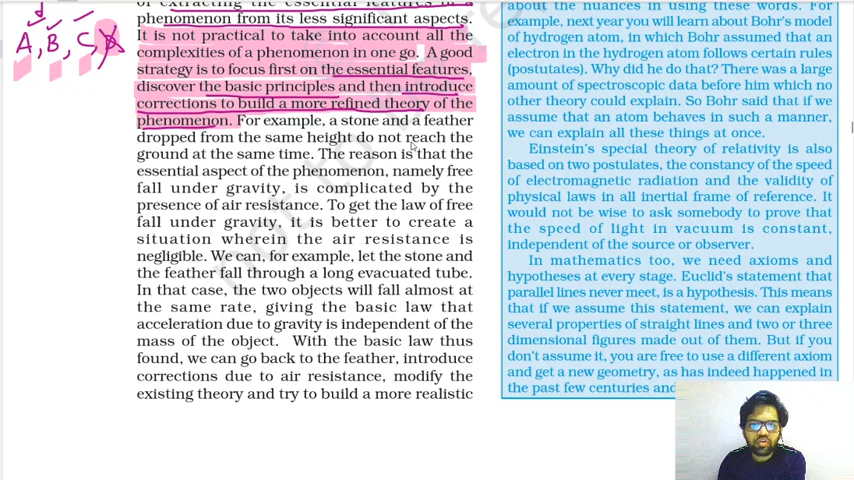 of extracting the essential features of a
phenomenon from its less significant aspects.
It is not practical to take into account all the
complexities of a phenomenon in one go. A good
strategy is to focus first on the essential features,
discover the basic principles and then introduce
corrections to build a more refined theory of the
phenomenon. For example, a stone and a feather
dropped from the same height do not reach the
ground at the same time. The reason is that the
essential aspect of the phenomenon, namely free
fall under gravity, is complicated by the
presence of air resistance. To get the law of free
fall under gravity, it is better to create a
situation wherein the air resistance is
negligible. We can, for example, let the stone and
the feather fall through a long evacuated tube.
In that case, the two objects will fall almost at
the same rate, giving the basic law that
acceleration due to gravity is independent of the
mass of the object. With the basic law thus
found, we can go back to the feather, introduce
corrections due to air resistance, modify the
existing theory and try to build a more realistic
about the nuances in using these words. For
example, next year you will learn about Bohr's model
of hydrogen atom, in which Bohr assumed that an
electron in the hydrogen atom follows certain rules
(postutates). Why did he do that? There was a large
amount of spectroscopic data before him which no
other theory could explain. So Bohr said that if we
assume that an atom behaves in such a manner,
we can explain all these things at once.
Einstein's special theory of relativity is also
based on two postulates, the constancy of the speed
of electromagnetic radiation and the validity of
physical laws in all inertial frame of reference. It
would not be wise to ask somebody to prove that
the speed of light in vacuum is constant,
independent of the source or observer.
In mathematics too, we need axioms and
hypotheses at every stage. Euclid's statement that
parallel lines never meet, is a hypothesis. This means
that if we assume this statement, we can explain
several properties of straight lines and two or three
dimensional figures made out of them. But if you
don't assume it, you are free to use a different axiom
and get a new geometry, as has indeed happened in
the past few centuries and
d
A, B, C,
not to